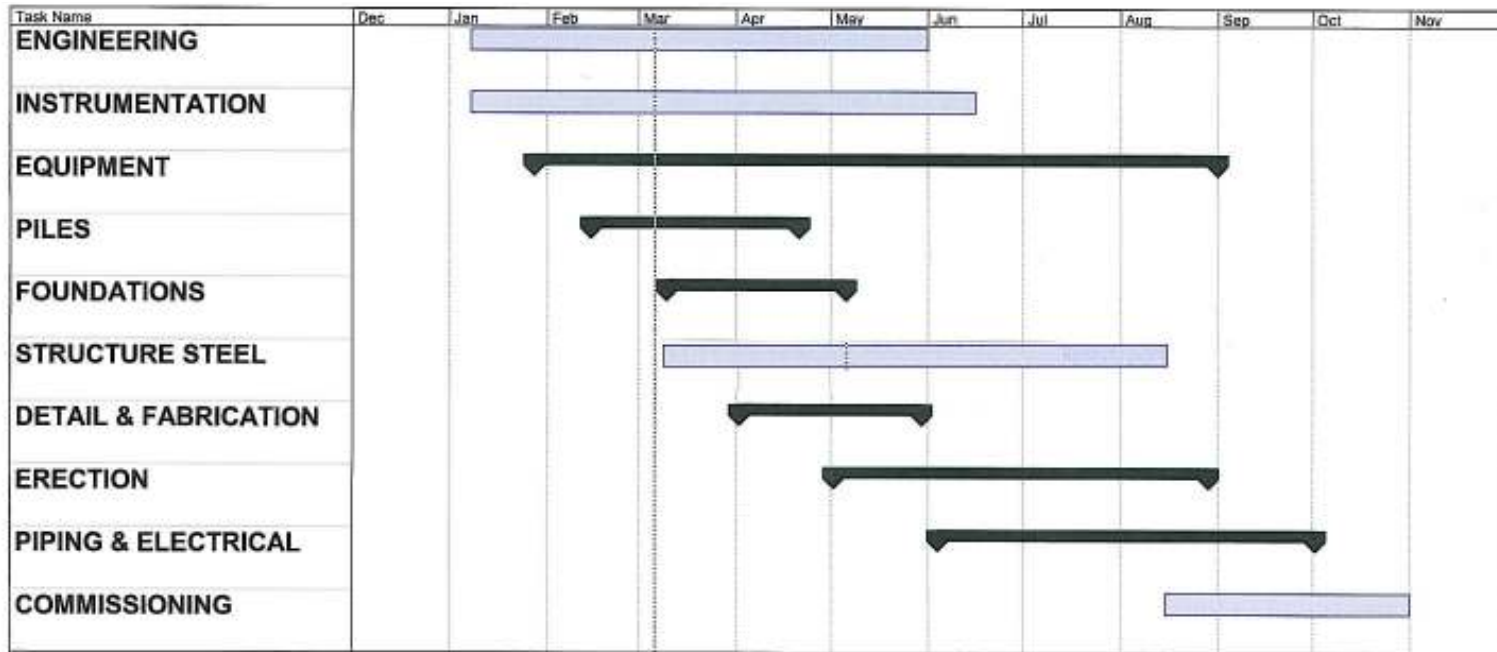 Task Name Dec Jan Feb Mar Apr May Jun Jul Aug Sep Oct Nov
ENGINEERING
INSTRUMENTATION
EQUIPMENT
PILES
FOUNDATIONS
STRUCTURE STEEL
DETAIL & FABRICATION
ERECTION
PIPING & ELECTRICAL
COMMISSIONING